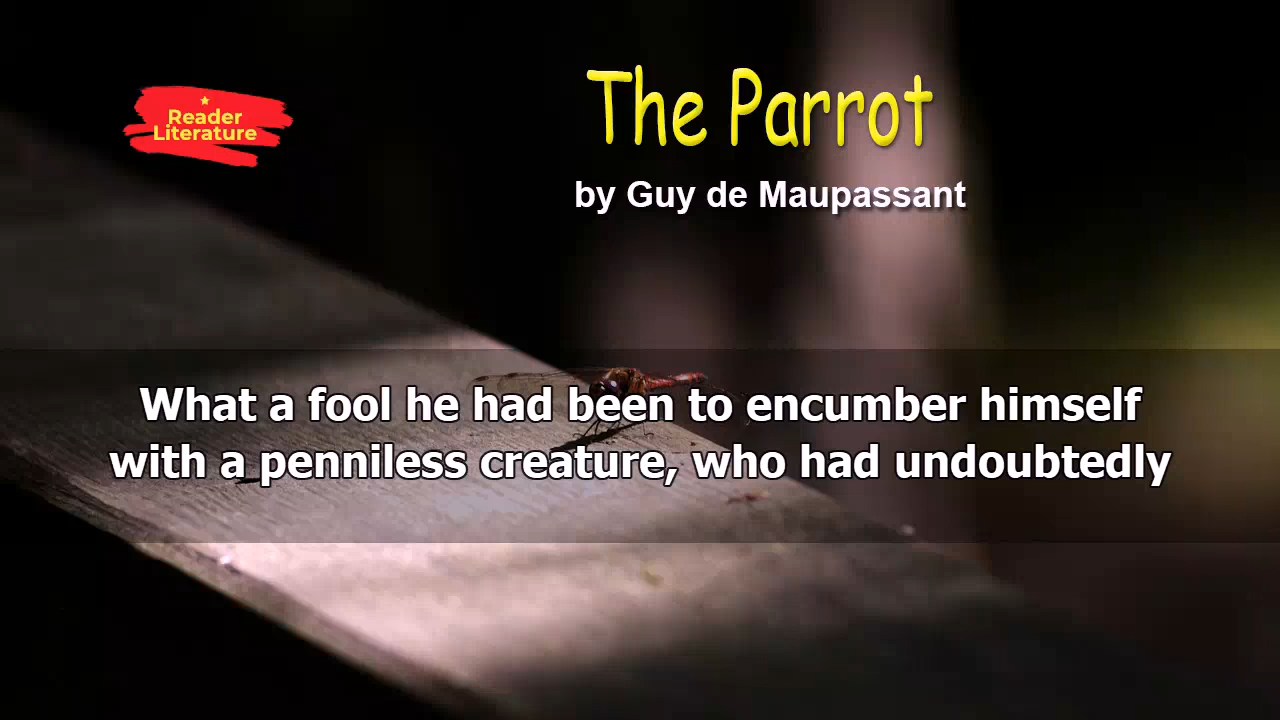 The Parrot
Reader
Literature
by Guy de Maupassant
What a fool he had been to encumber himself
with a penniless creature, who had undoubtedly